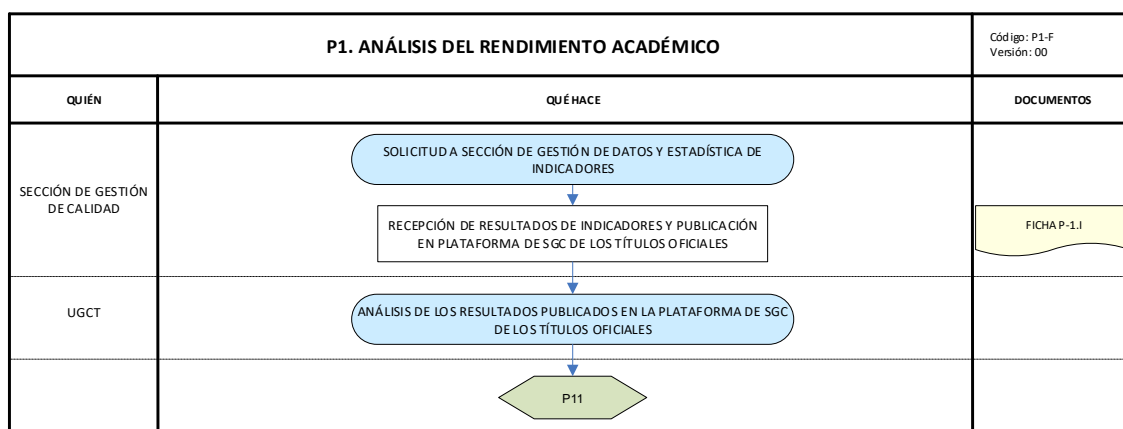 P1. ANÁLISIS DEL RENDIMIENTO ACADÉMICO
Código: P1-F
Versión: 00
QUIÉN
QUÉ HACE
DOCUMENTOS
SECCIÓN DE GESTIÓN
DE CALIDAD
SOLICITUD A SECCIÓN DE GESTIÓN DE DATOS Y ESTADÍSTICA DE
INDICADORES
RECEPCIÓN DE RESULTADOS DE INDICADORES Y PUBLICACIÓN
EN PLATAFORMA DE SGC DE LOS TÍTULOS OFICIALES
FICHA P-1.I
UGCT
ANÁLISIS DE LOS RESULTADOS PUBLICADOS EN LA PLATAFORMA DE SGC
DE LOS TÍTULOS OFICIALES
P11